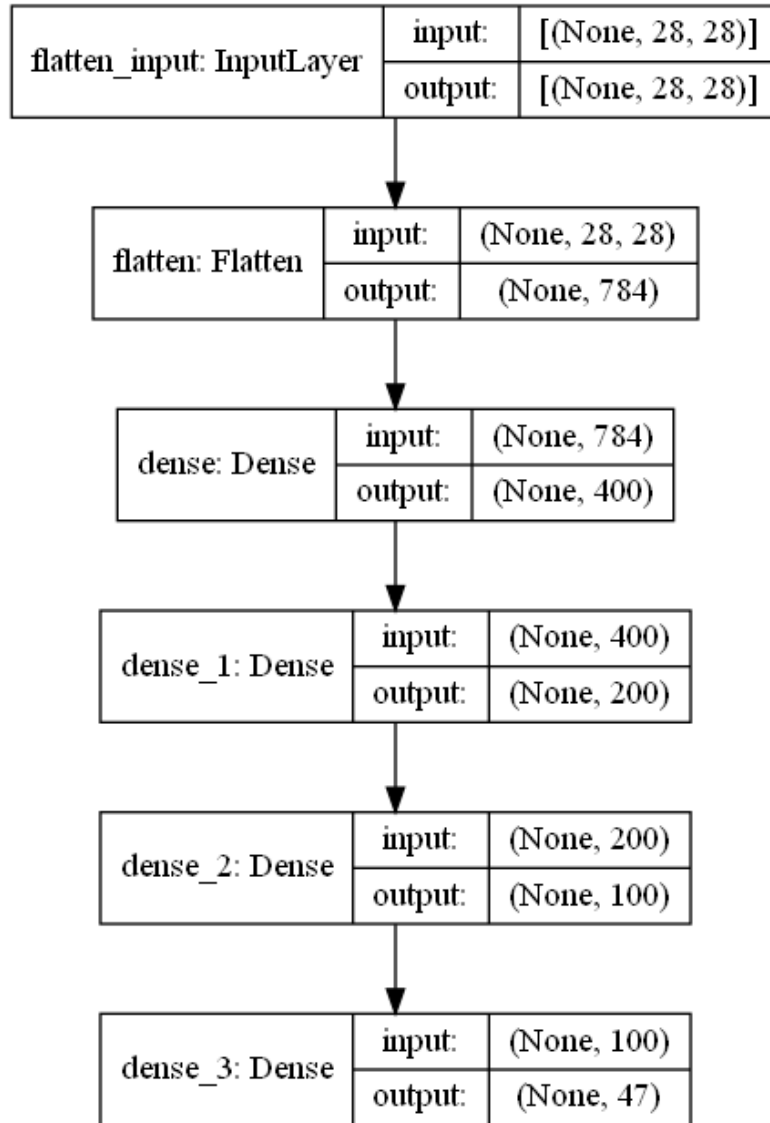 flatten_input: InputLayer
input: [(None, 28, 28)]
output: [(None, 28, 28)]
flatten: Flatten
input: (None, 28, 28)
output: (None, 784)
dense: Dense
input: (None, 784)
output: (None, 400)
dense_1: Dense
input: (None, 400)
output: (None, 200)
dense_2: Dense
input: (None, 200)
output: (None, 100)
dense_3: Dense
input: (None, 100)
output: (None, 47)